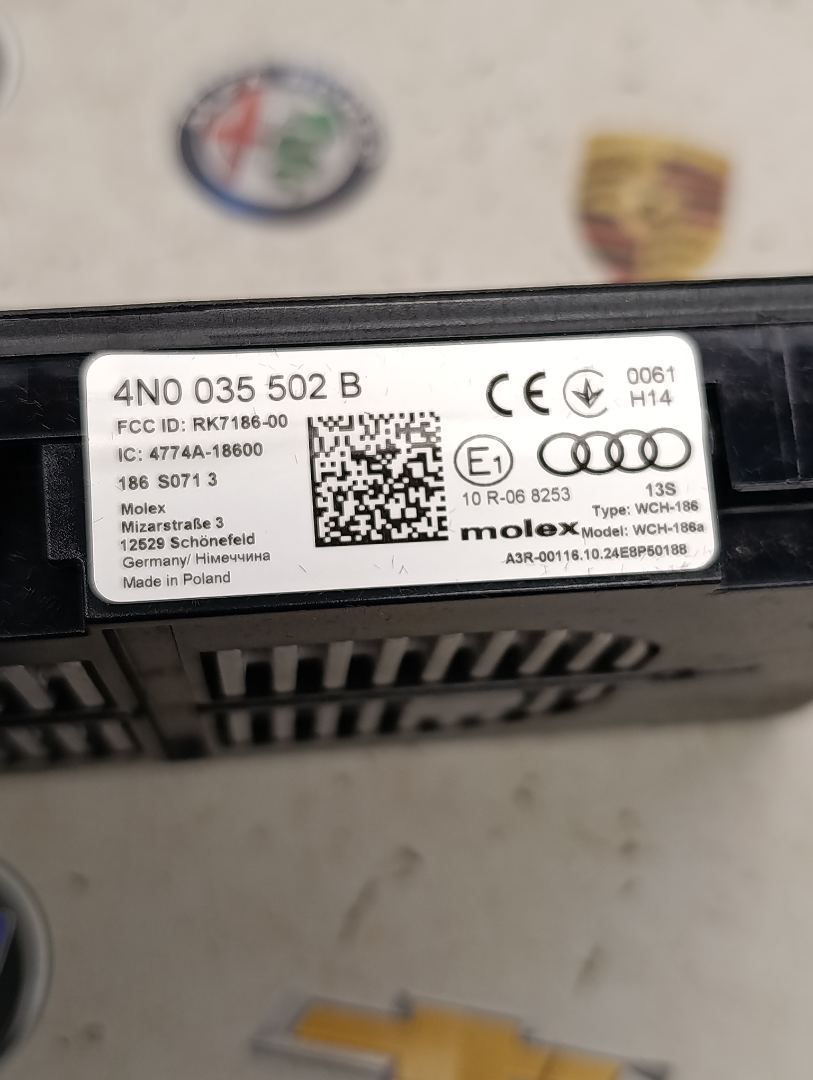 4N0 035 502 B
FCC ID: RK7186-00
IC: 4774A-18600
186 S071 3
Molex
Mizarstraße 3
12529 Schönefeld
Germany/ Німеччина
Made in Poland
CE
0061
H14
E1
10 R-06 8253
13S
Type: WCH-186
molex
Model: WCH-186a
A3R-00116.10.24E8P50188